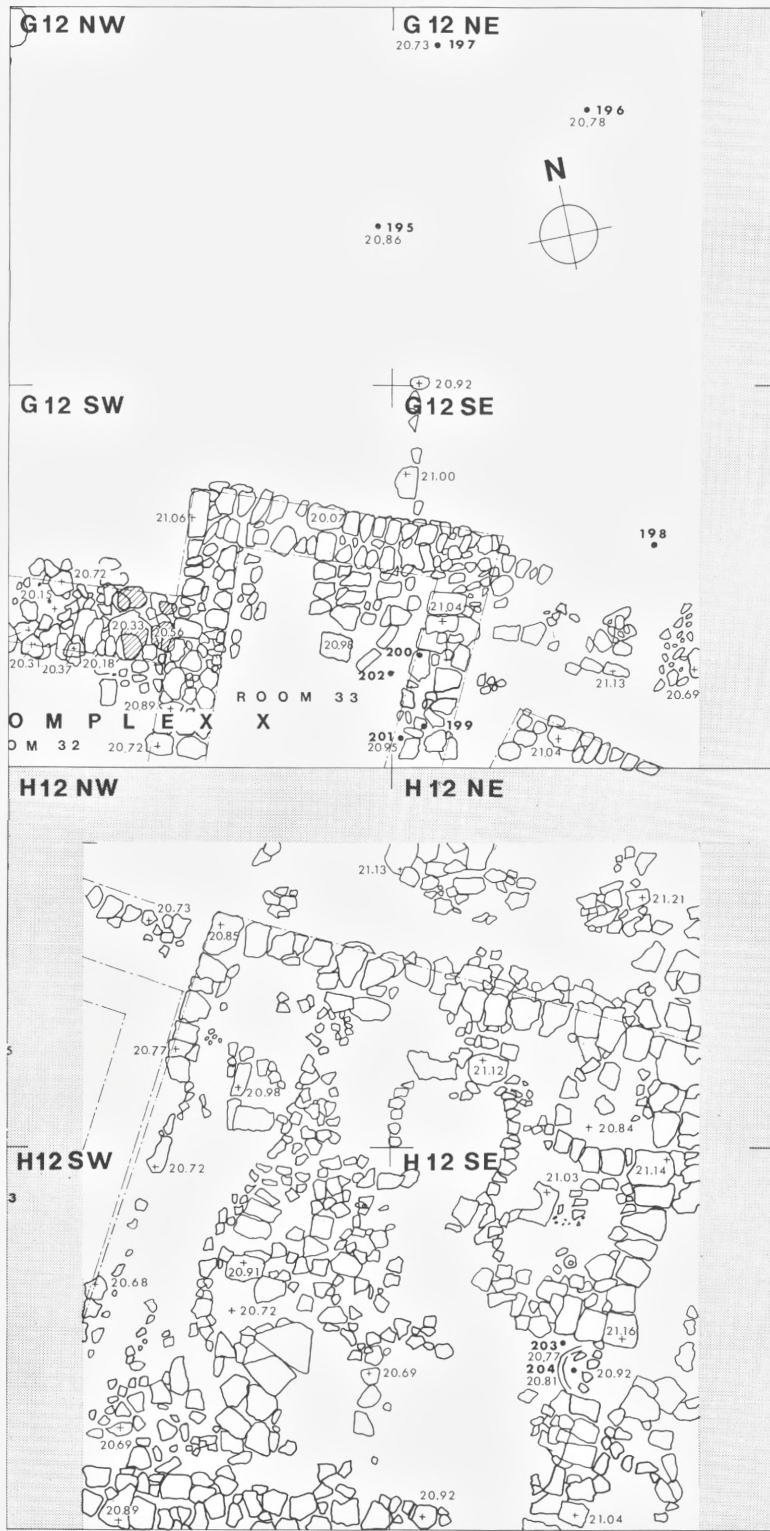 G12 NW G12 NE
20.73 • 197
• 196
20,78
N
• 195
20,86
20.92
G12 SW G12 SE
21.00
21.06 20.07
198
20.72
20.15 21.04
20.33 20.56
20.31 20.37 20.18 20.98 200
202 21.13 20.69
20.89 ROOM 33
OMPLEX X 199
201
OM 32 20.72 20.95 21.04
H12 NW H12 NE
21.13
21.21
20.73
20.85
5
20.77 21.12
20.98
20.84
H12 SW 20.72 H12 SE 21.14
21.03
3
20.91
20.68
20.72
21.16
203
20,77
20.69 204 20.92
20.81
20.69
20.89 20.92 21.04